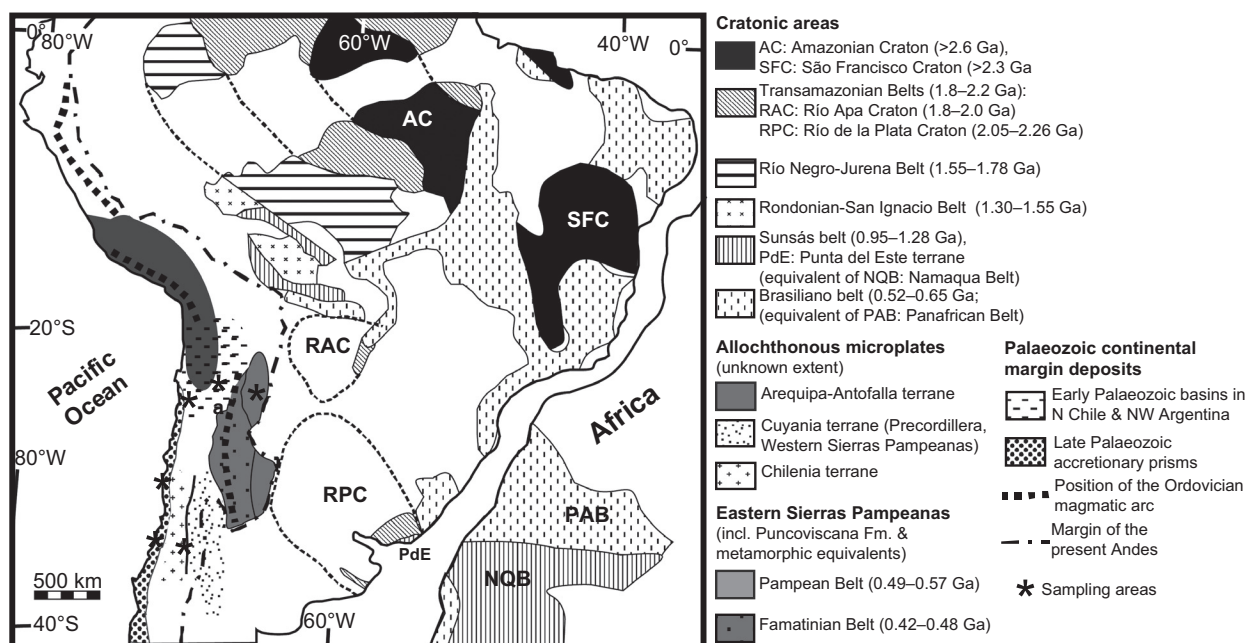 0°
80°W
60°W
40°W
0°
AC
SFC
20°S
RAC
Pacific
Ocean
a
Africa
80°W
RPC
PAB
PdE
NQB
500 km
40°S
60°W
Cratonic areas
AC: Amazonian Craton (>2.6 Ga),
SFC: São Francisco Craton (>2.3 Ga
Transamazonian Belts (1.8–2.2 Ga):
RAC: Río Apa Craton (1.8–2.0 Ga)
RPC: Río de la Plata Craton (2.05–2.26 Ga)
Río Negro-Jurena Belt (1.55–1.78 Ga)
Rondonian-San Ignacio Belt (1.30–1.55 Ga)
Sunsás belt (0.95–1.28 Ga),
PdE: Punta del Este terrane
(equivalent of NQB: Namaqua Belt)
Brasiliano belt (0.52–0.65 Ga;
(equivalent of PAB: Panafrican Belt)
Allochthonous microplates
(unknown extent)
Arequipa-Antofalla terrane
Cuyania terrane (Precordillera,
Western Sierras Pampeanas)
Chilenia terrane
Eastern Sierras Pampeanas
(incl. Puncoviscana Fm. &
metamorphic equivalents)
Pampean Belt (0.49–0.57 Ga)
Famatinian Belt (0.42–0.48 Ga)
Palaeozoic continental
margin deposits
Early Palaeozoic basins in
N Chile & NW Argentina
Late Palaeozoic
accretionary prisms
Position of the Ordovician
magmatic arc
Margin of the
present Andes
Sampling areas